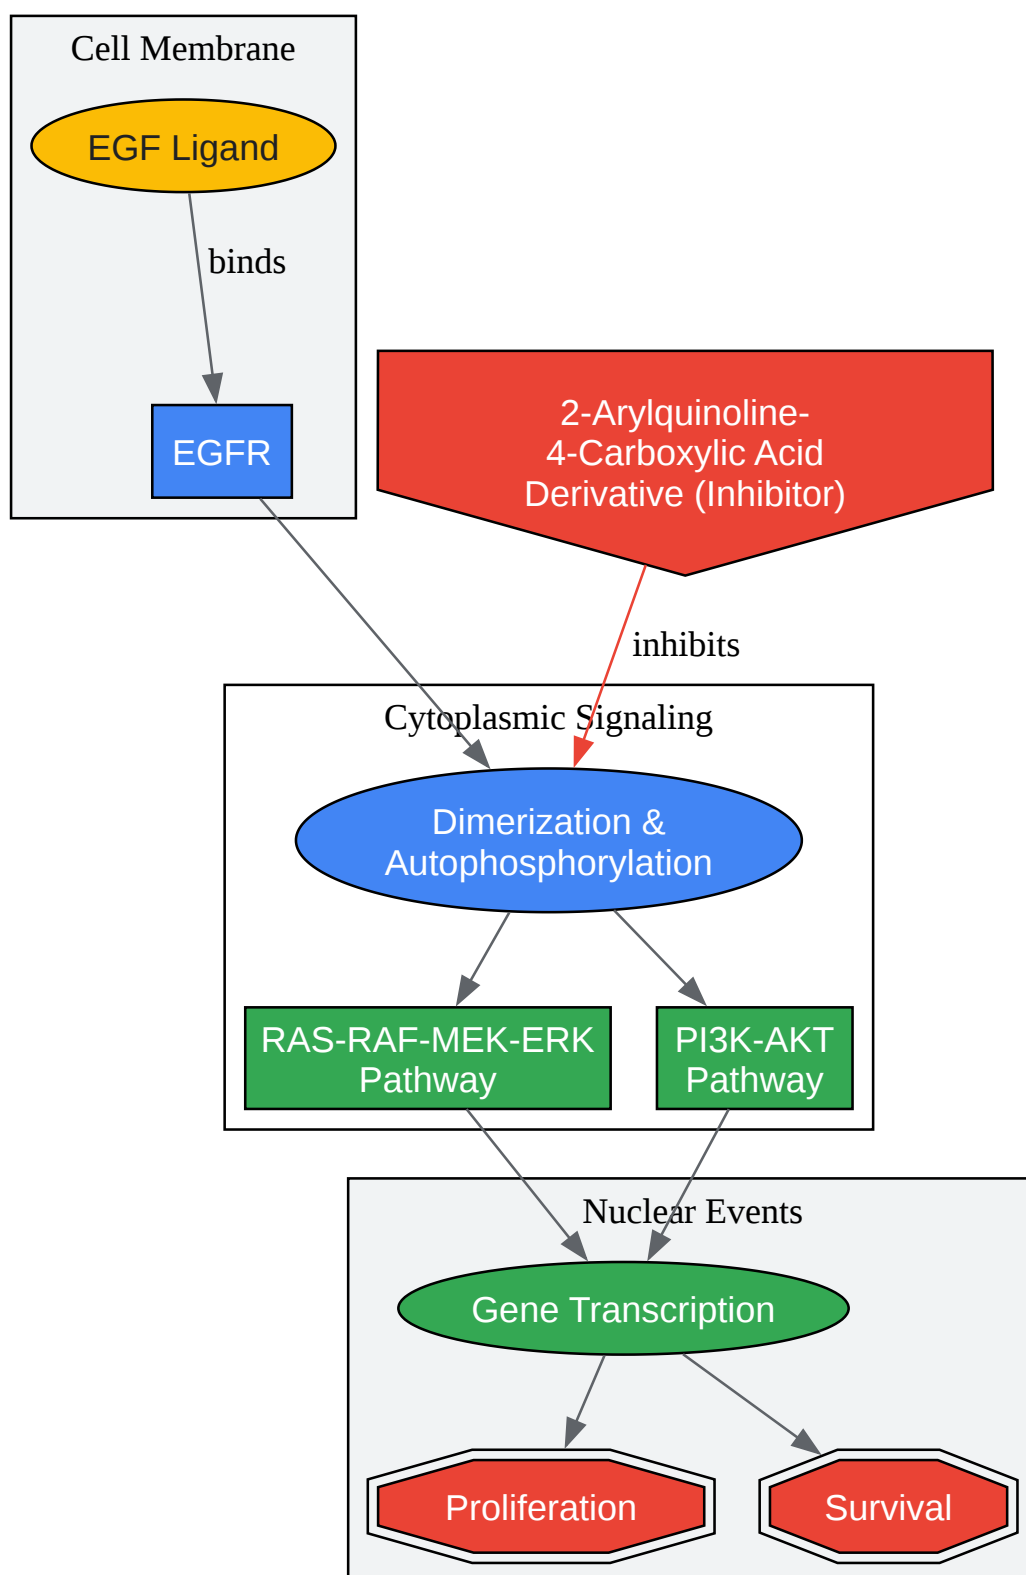 Cell Membrane
EGF Ligand
binds
EGFR
2-Arylquinoline-
4-Carboxylic Acid
Derivative (Inhibitor)
inhibits
Cytoplasmic Signaling
Dimerization &
Autophosphorylation
RAS-RAF-MEK-ERK
Pathway
PI3K-AKT
Pathway
Nuclear Events
Gene Transcription
Proliferation
Survival